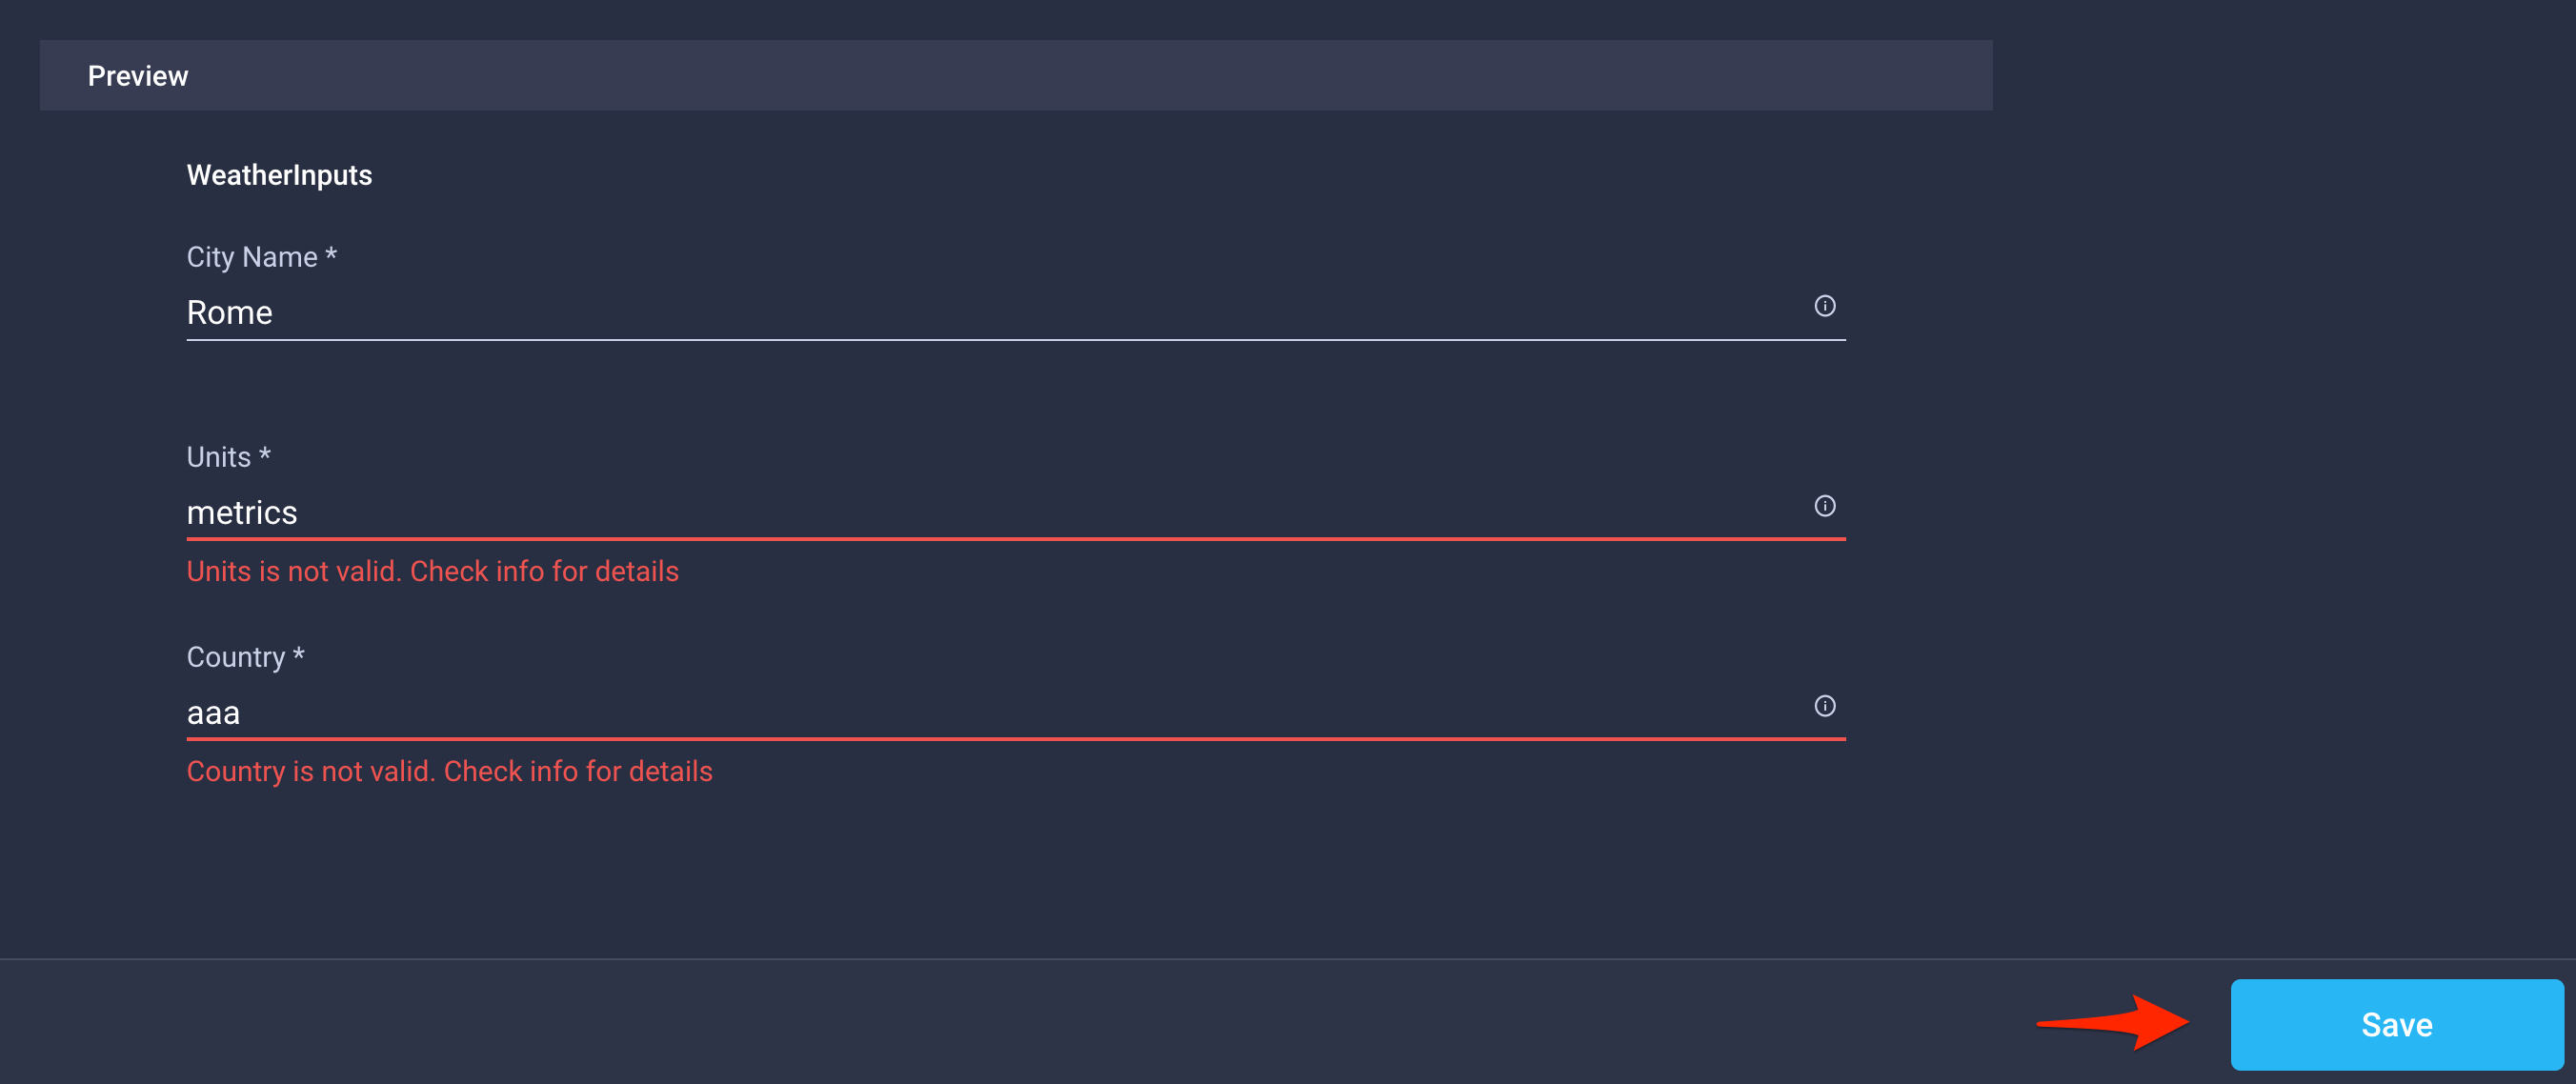 Preview
WeatherInputs
City Name *
Rome
Units *
metrics
Units is not valid. Check info for details
Country *
aaa
Country is not valid. Check info for details
Save